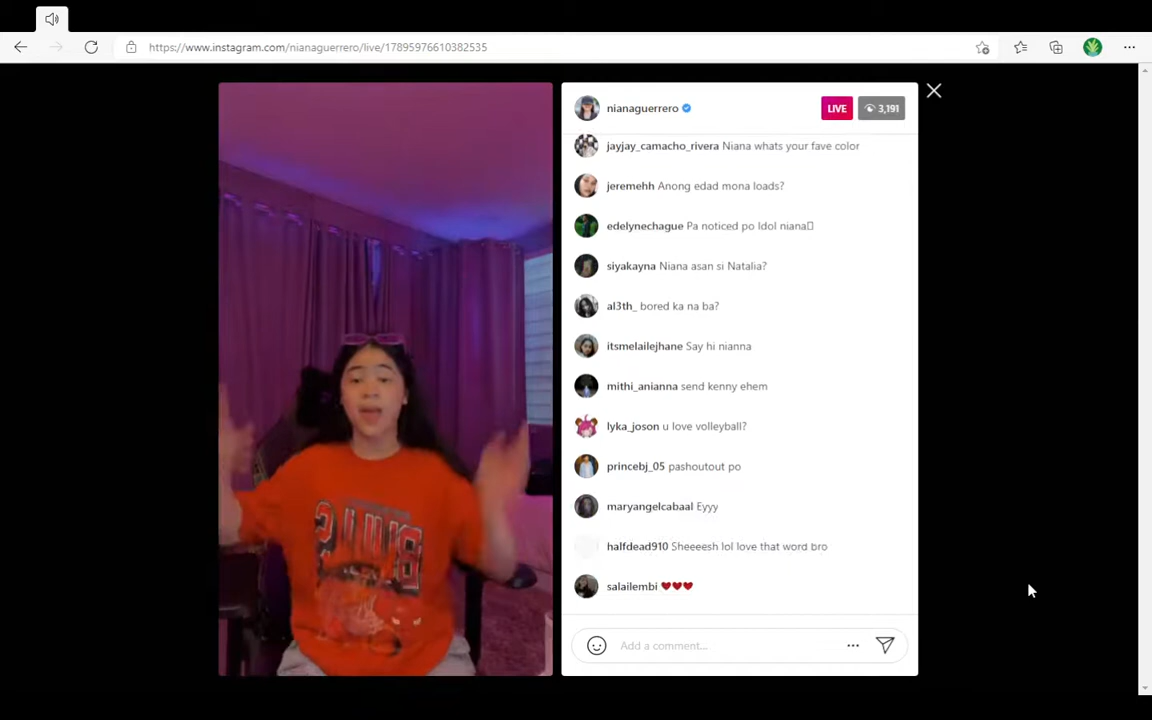 https://www.instagram.com/nianaguerrero/live/17895976610382535
nianaguerrero
LIVE
3,191
jayjay_camacho_rivera Niana whats your fave color
jeremehh Anong edad mona loads?
edelynechague Pa noticed po Idol niana
siyakayna Niana asan si Natalia?
al3th_ bored ka na ba?
itsmelailejhane Say hi nianna
mithi_anianna send kenny ehem
lyka_joson u love volleyball?
princebj_05 pashoutout po
maryangelcabaal Eyyy
halfdead910 Sheeeesh lol love that word bro
salailembi ❤❤❤
Add a comment...
BULLS